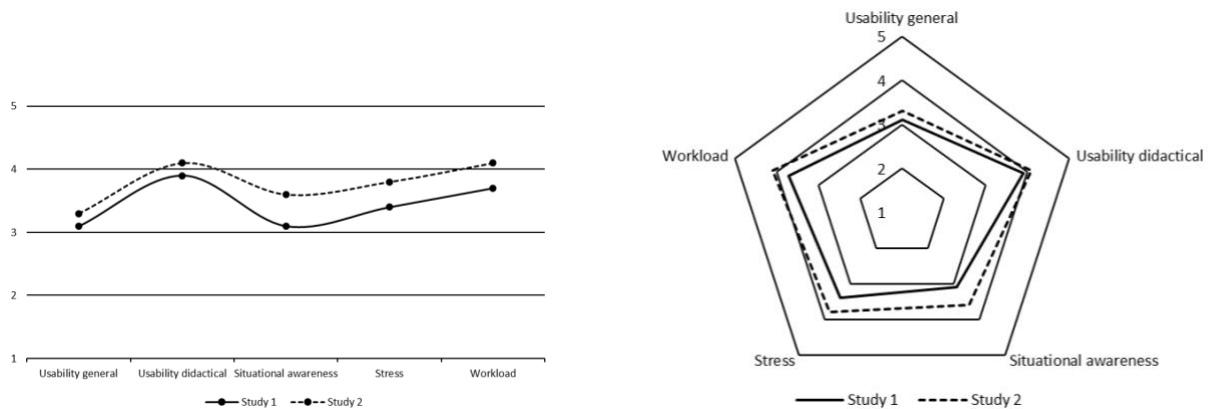 5
4
3
2
1
Usability general
Usability didactical
Situational awareness
Stress
Workload
Study 1
Study 2
Usability general
5
4
3
2
1
Workload
Usability didactical
Stress
Situational awareness
Study 1
Study 2